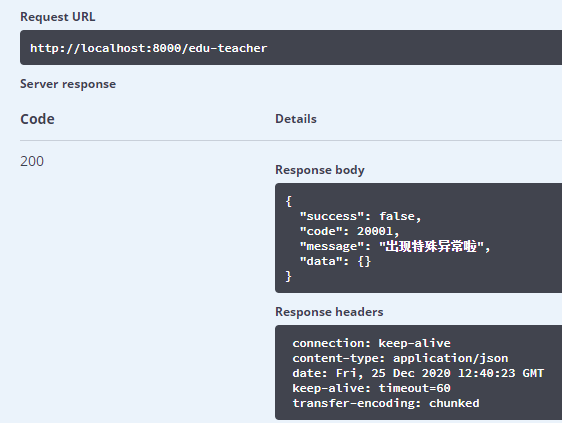 Request URL
http://localhost:8000/edu-teacher
Server response
Code Details
200
Response body
{
"success": false,
"code": 20001,
"message": "出现特殊异常啦",
"data": {}
}
Response headers
connection: keep-alive
content-type: application/json
date: Fri, 25 Dec 2020 12:40:23 GMT
keep-alive: timeout=60
transfer-encoding: chunked